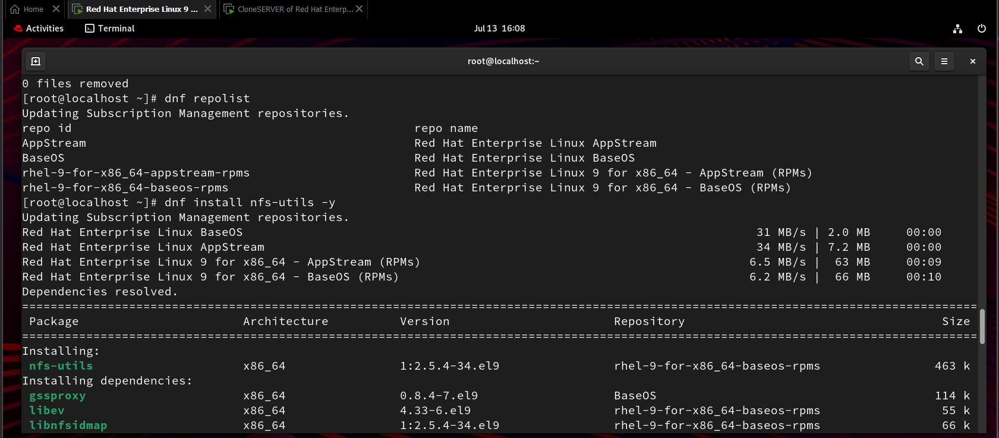 Home
Red Hat Enterprise Linux 9 ...
CloneSERVER of Red Hat Enterp...
Activities
Terminal
Jul 13 16:08
root@localhost:~
0 files removed
[root@localhost ~]# dnf repolist
Updating Subscription Management repositories.
repo id repo name
AppStream Red Hat Enterprise Linux AppStream
BaseOS Red Hat Enterprise Linux BaseOS
rhel-9-for-x86_64-appstream-rpms Red Hat Enterprise Linux 9 for x86_64 - AppStream (RPMs)
rhel-9-for-x86_64-baseos-rpms Red Hat Enterprise Linux 9 for x86_64 - BaseOS (RPMs)
[root@localhost ~]# dnf install nfs-utils -y
Updating Subscription Management repositories.
Red Hat Enterprise Linux BaseOS 31 MB/s | 2.0 MB 00:00
Red Hat Enterprise Linux AppStream 34 MB/s | 7.2 MB 00:00
Red Hat Enterprise Linux 9 for x86_64 - AppStream (RPMs) 6.5 MB/s | 63 MB 00:09
Red Hat Enterprise Linux 9 for x86_64 - BaseOS (RPMs) 6.2 MB/s | 66 MB 00:10
Dependencies resolved.
======================================================================================================================================
Package Architecture Version Repository Size
======================================================================================================================================
Installing:
nfs-utils x86_64 1:2.5.4-34.el9 rhel-9-for-x86_64-baseos-rpms 463 k
Installing dependencies:
gssproxy x86_64 0.8.4-7.el9 BaseOS 114 k
libev x86_64 4.33-6.el9 rhel-9-for-x86_64-baseos-rpms 55 k
libnfsidmap x86_64 1:2.5.4-34.el9 rhel-9-for-x86_64-baseos-rpms 66 k